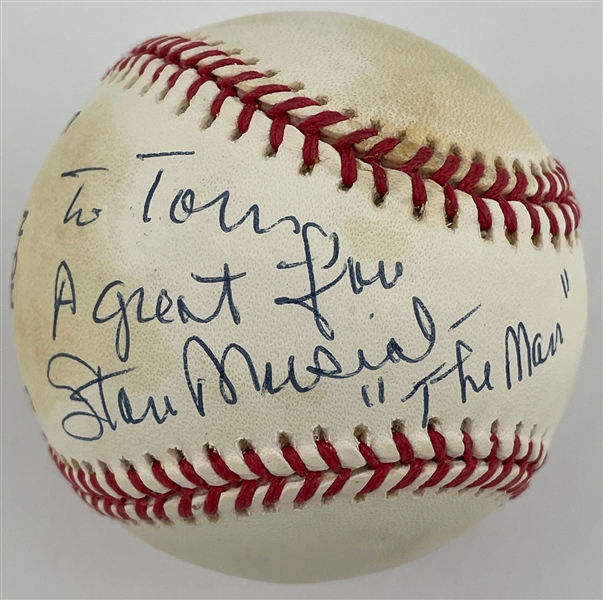 To Tom
A great fan
Stan Musial
"The Man"